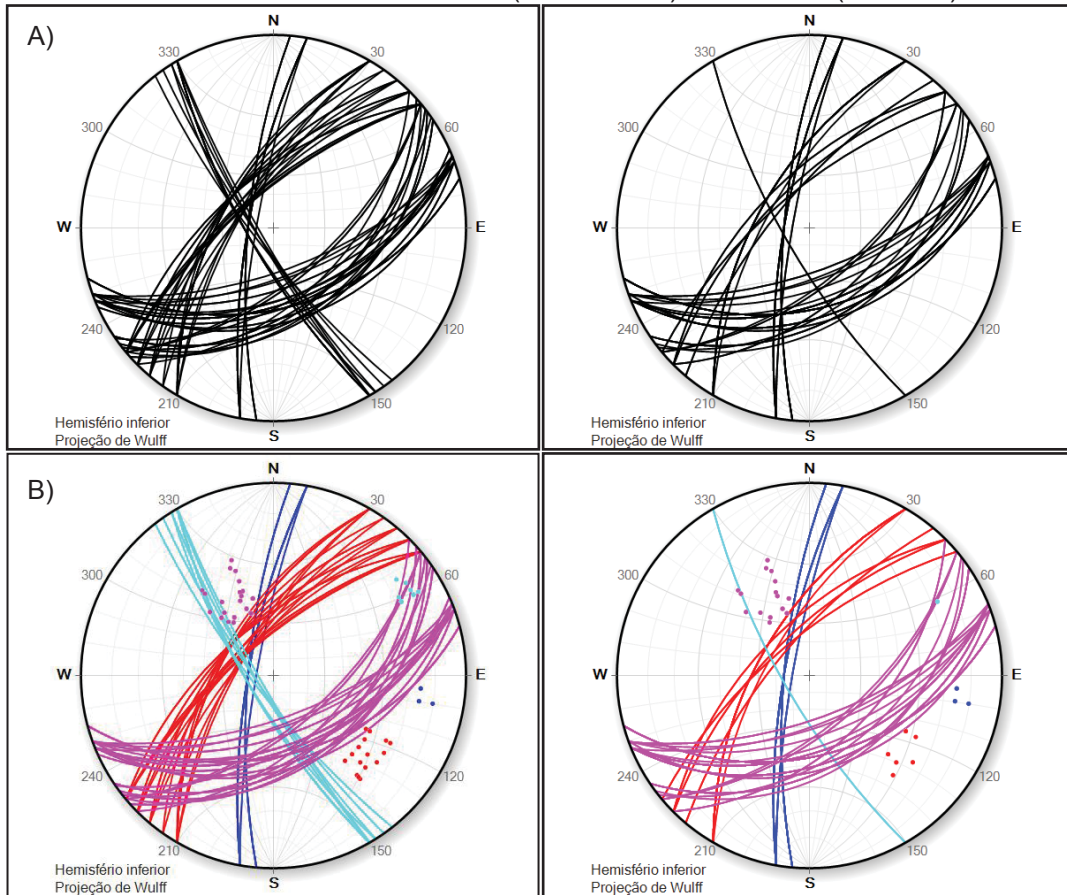 A)
N
330
30
300
60
W
E
240
120
210
150
S
Hemisfério inferior
Projeção de Wulff
N
330
30
300
60
W
E
240
120
210
150
S
Hemisfério inferior
Projeção de Wulff
B)
N
330
30
300
60
W
E
240
120
210
150
S
Hemisfério inferior
Projeção de Wulff
N
330
30
300
60
W
E
240
120
210
150
S
Hemisfério inferior
Projeção de Wulff